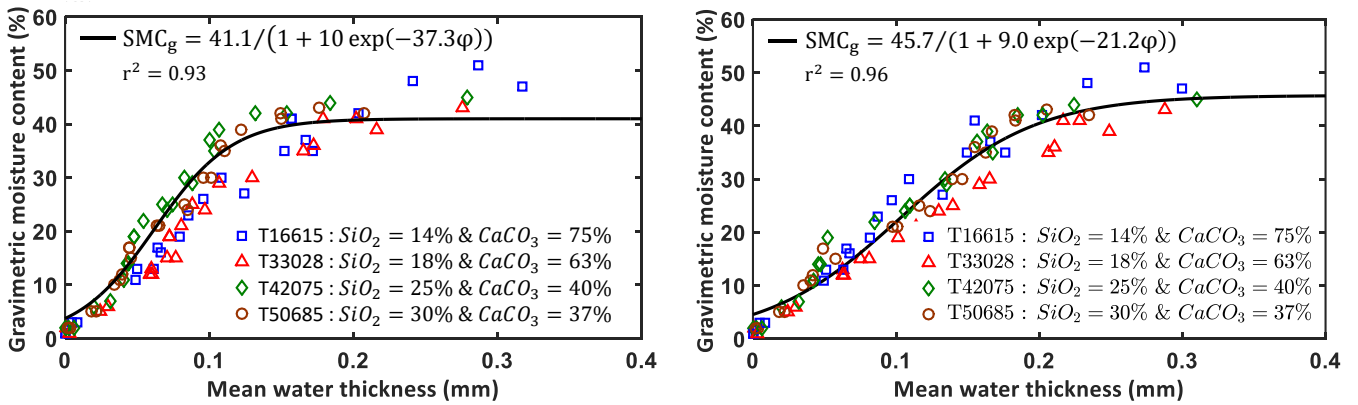 Gravimetric moisture content (%)
60
50
40
30
20
10
0
SMCg = 41.1/(1 + 10 exp(−37.3φ))
r² = 0.93
T16615 : SiO₂ = 14% & CaCO₃ = 75%
T33028 : SiO₂ = 18% & CaCO₃ = 63%
T42075 : SiO₂ = 25% & CaCO₃ = 40%
T50685 : SiO₂ = 30% & CaCO₃ = 37%
0 0.1 0.2 0.3 0.4
Mean water thickness (mm)
Gravimetric moisture content (%)
60
50
40
30
20
10
0
SMCg = 45.7/(1 + 9.0 exp(−21.2φ))
r² = 0.96
T16615 : SiO₂ = 14% & CaCO₃ = 75%
T33028 : SiO₂ = 18% & CaCO₃ = 63%
T42075 : SiO₂ = 25% & CaCO₃ = 40%
T50685 : SiO₂ = 30% & CaCO₃ = 37%
0 0.1 0.2 0.3 0.4
Mean water thickness (mm)